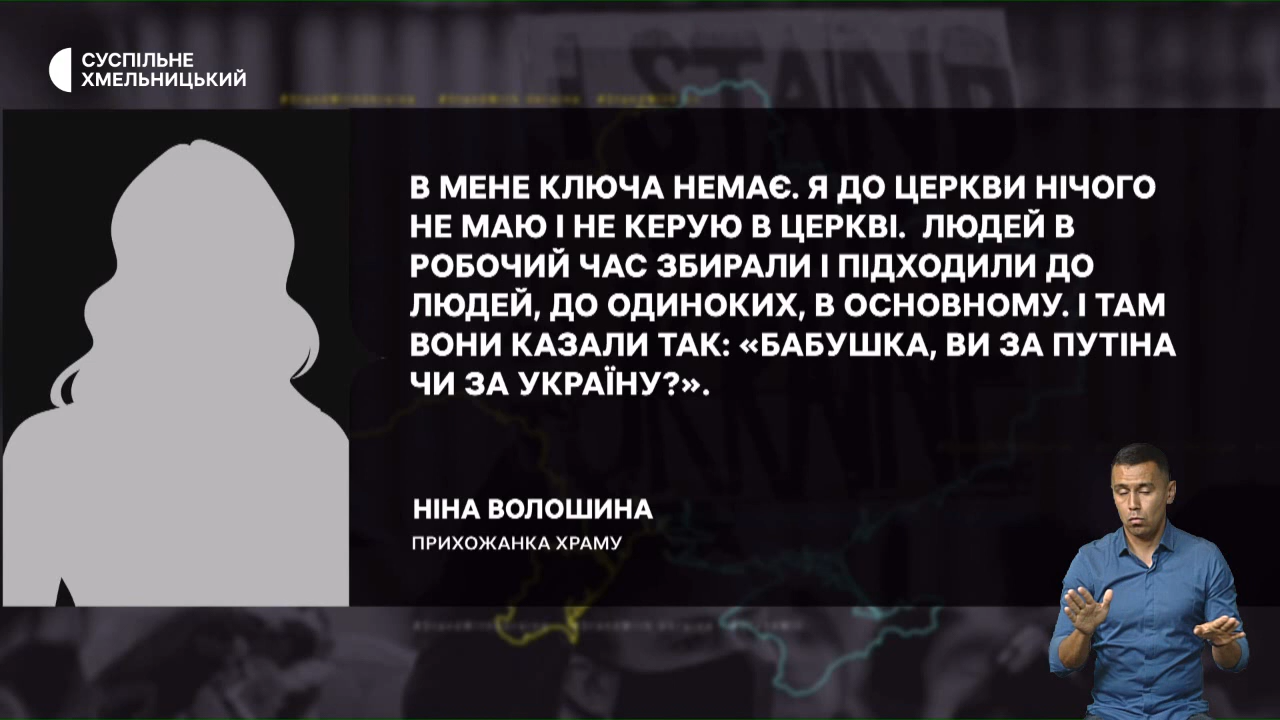 СУСПІЛЬНЕ
ХМЕЛЬНИЦЬКИЙ
I STAND
В МЕНЕ КЛЮЧА НЕМАЄ. Я ДО ЦЕРКВИ НІЧОГО
НЕ МАЮ І НЕ КЕРУЮ В ЦЕРКВІ. ЛЮДЕЙ В
РОБОЧИЙ ЧАС ЗБИРАЛИ І ПІДХОДИЛИ ДО
ЛЮДЕЙ, ДО ОДИНОКИХ, В ОСНОВНОМУ. І ТАМ
ВОНИ КАЗАЛИ ТАК: «БАБУШКА, ВИ ЗА ПУТІНА
ЧИ ЗА УКРАЇНУ?».
НІНА ВОЛОШИНА
ПРИХОЖАНКА ХРАМУ